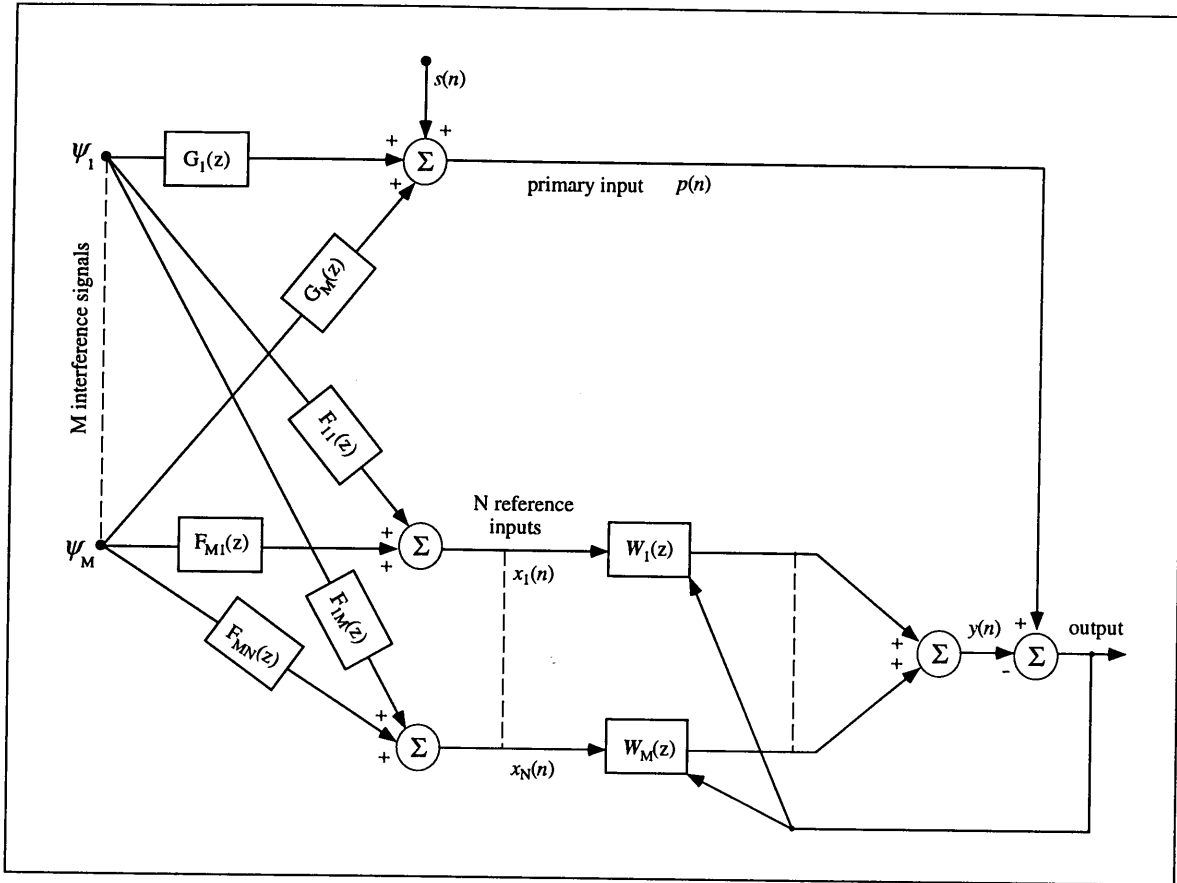 s(n)
+
+
ψ1
G1(z)
Σ
+
primary input p(n)
M interference signals
GM(z)
F11(z)
N reference
inputs
ψM
FM1(z)
+
+
Σ
x1(n)
W1(z)
F1M(z)
FMN(z)
+
+
Σ
y(n)
+
-
Σ
output
+
+
Σ
xN(n)
WM(z)